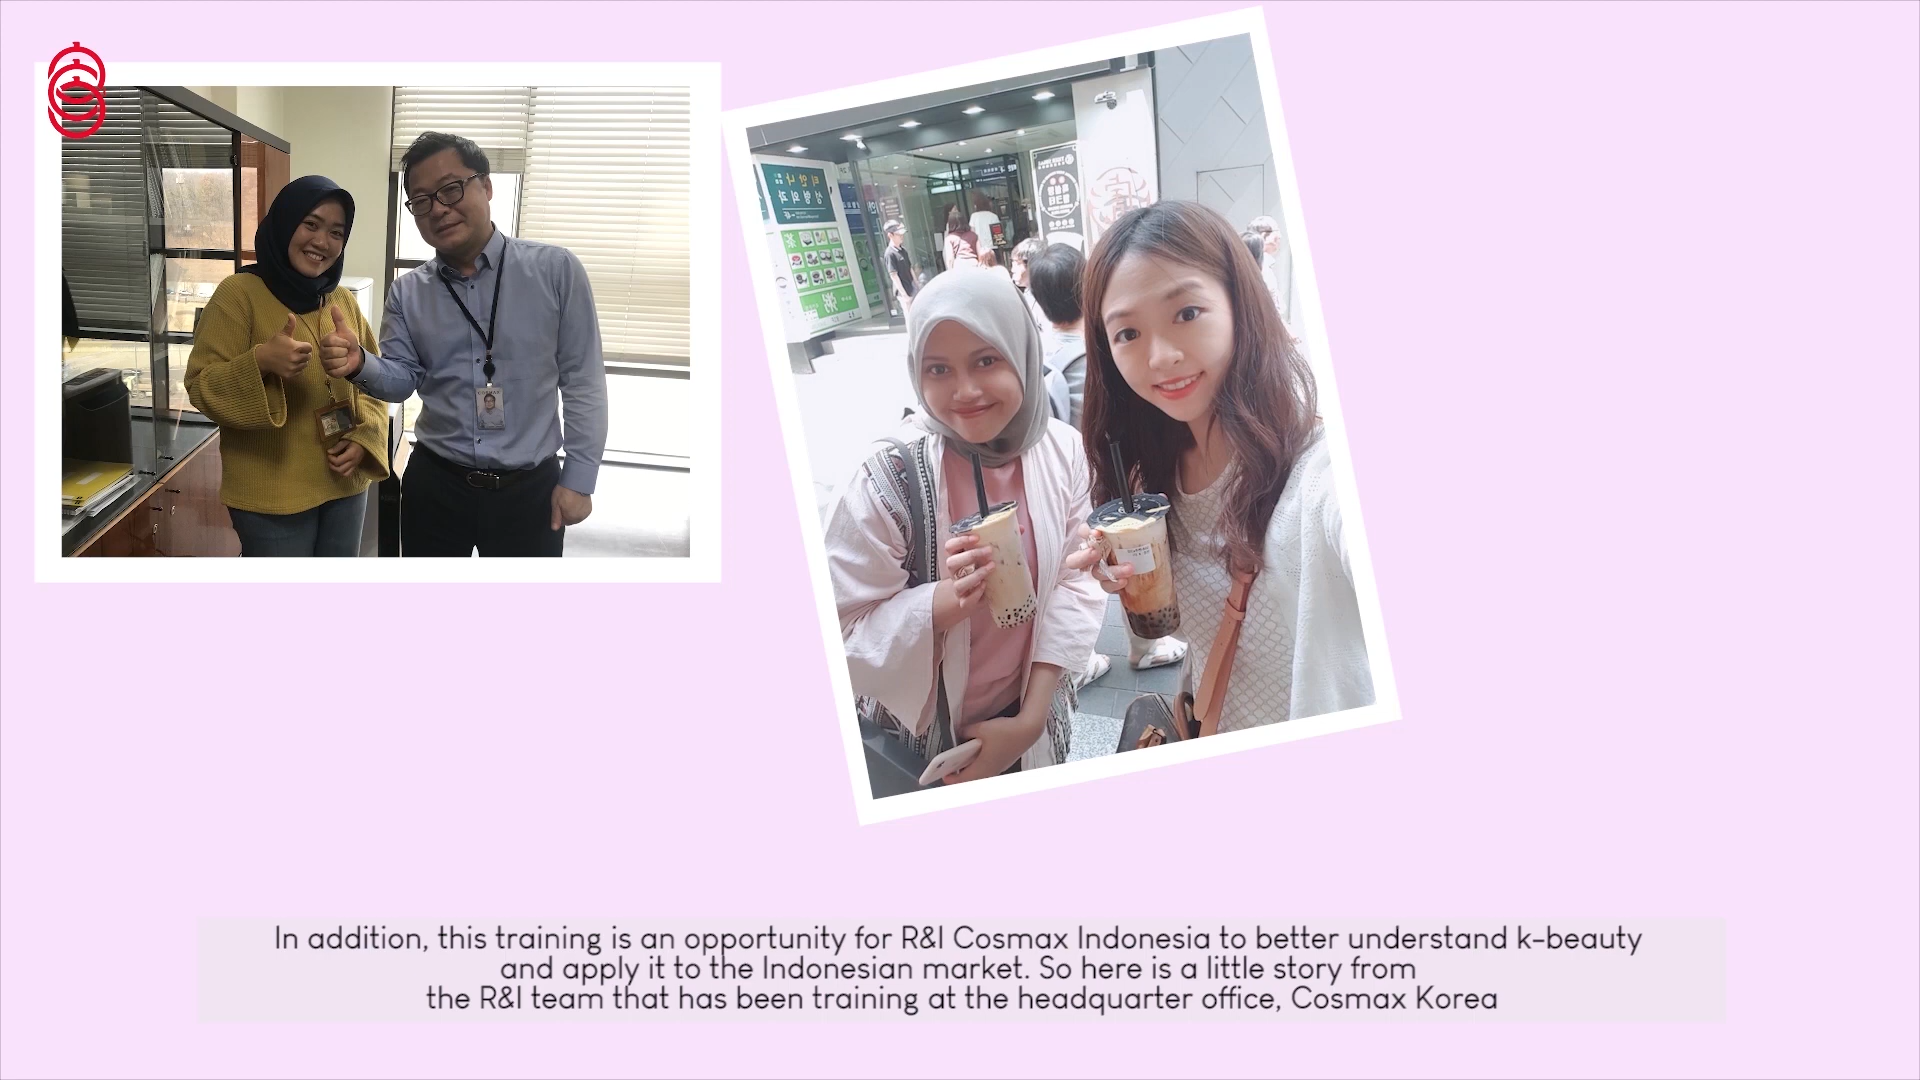 In addition, this training is an opportunity for R&I Cosmax Indonesia to better understand k-beauty
and apply it to the Indonesian market. So here is a little story from
the R&I team that has been training at the headquarter office, Cosmax Korea